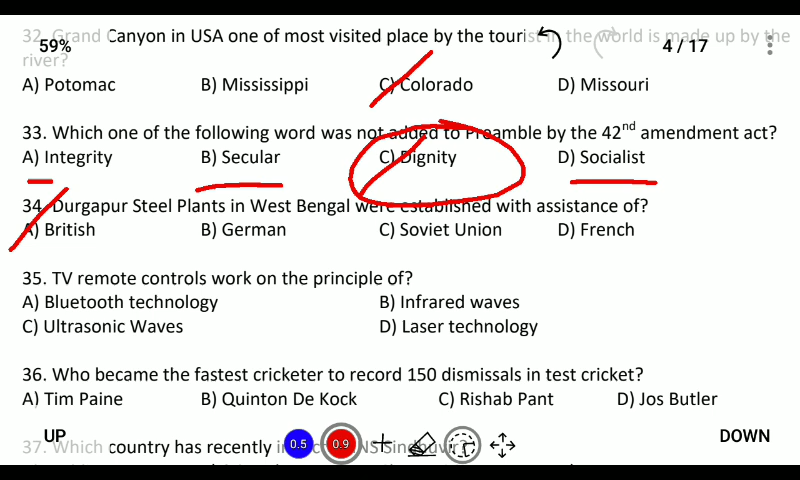 32. Grand Canyon in USA one of most visited place by the tourist in the world is made up by the
59%
4 / 17
river?
A) Potomac B) Mississippi C) Colorado D) Missouri
33. Which one of the following word was not added to Preamble by the 42nd amendment act?
A) Integrity B) Secular C) Dignity D) Socialist
34. Durgapur Steel Plants in West Bengal were established with assistance of?
A) British B) German C) Soviet Union D) French
35. TV remote controls work on the principle of?
A) Bluetooth technology B) Infrared waves
C) Ultrasonic Waves D) Laser technology
36. Who became the fastest cricketer to record 150 dismissals in test cricket?
A) Tim Paine B) Quinton De Kock C) Rishab Pant D) Jos Butler
UP
DOWN
37. Which country has recently
0.5 0.9